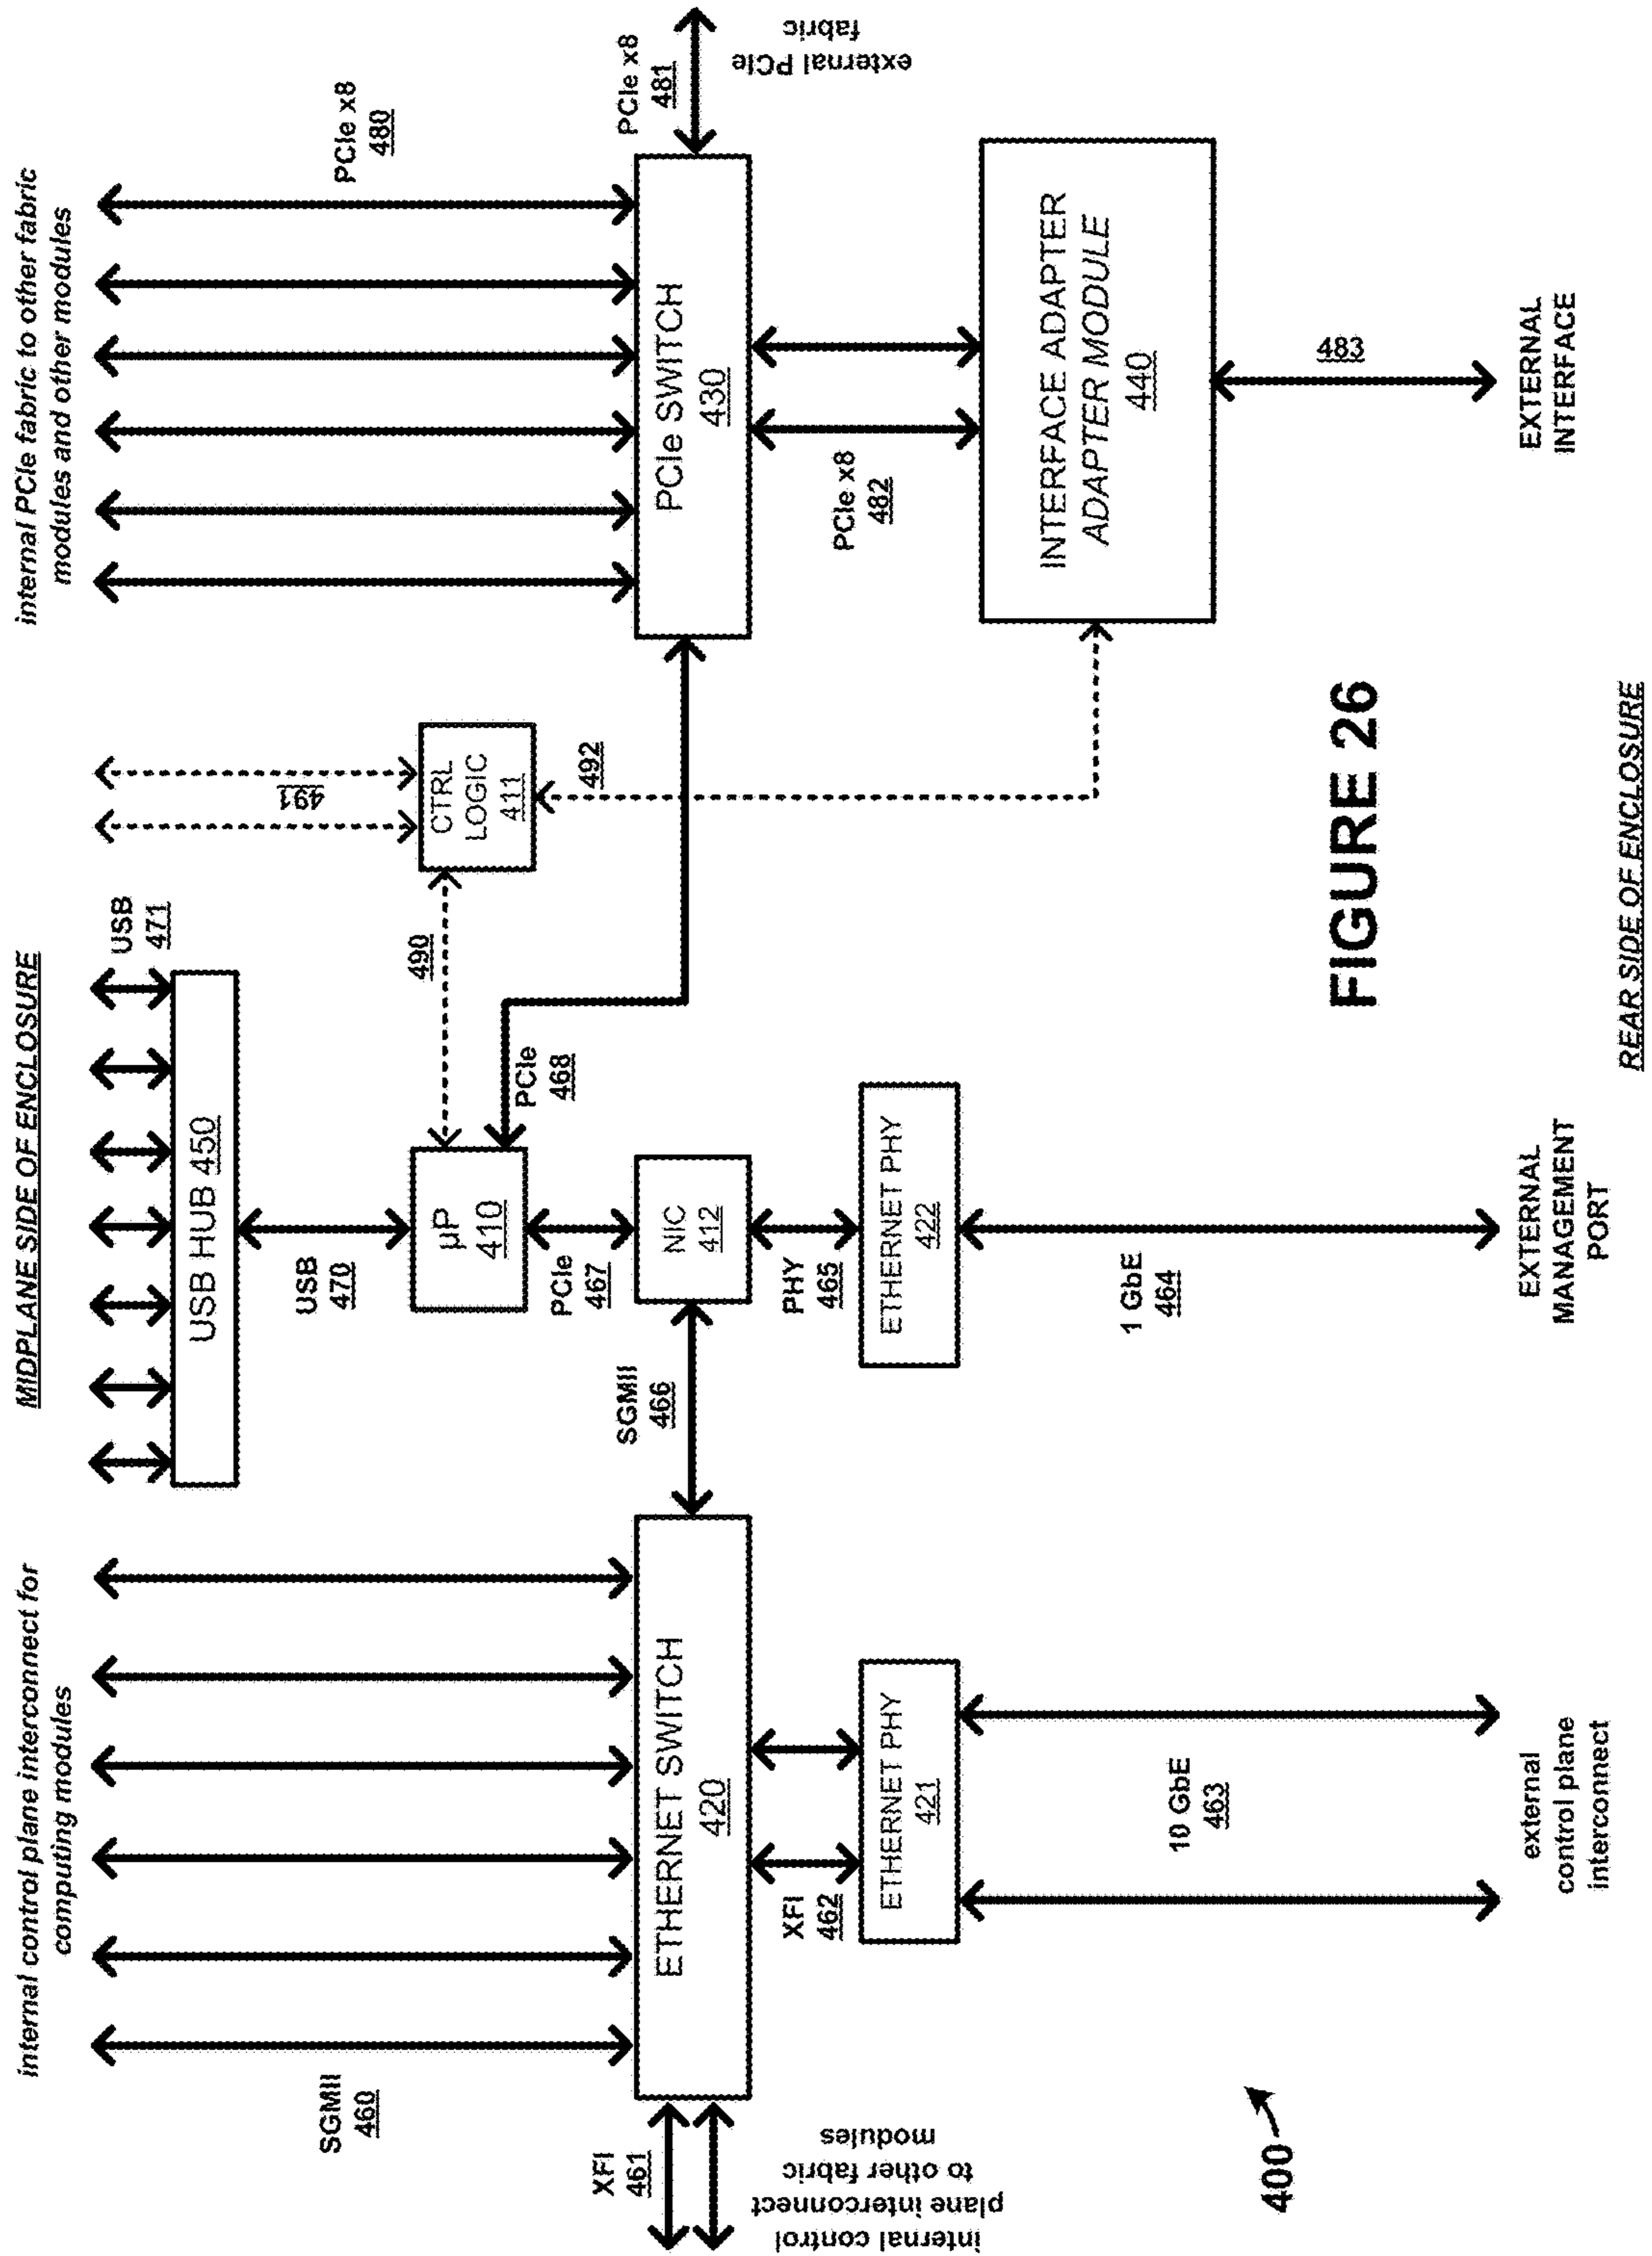 MIDPLANE SIDE OF ENCLOSURE
internal control plane interconnect for
computing modules
internal PCIe fabric to other fabric
modules and other modules
USB
471
USB HUB 450
SGMII
460
USB
470
491
PCIe x8
480
µP
410
490
CTRL
LOGIC
411
XFI
461
internal control
plane interconnect
to other fabric
modules
ETHERNET SWITCH
420
SGMII
466
PCIe
467
PCIe
468
NIC
412
492
PCIe SWITCH
430
PCIe x8
481
external PCIe
fabric
XFI
462
PHY
465
PCIe x8
482
ETHERNET PHY
421
ETHERNET PHY
422
INTERFACE ADAPTER
ADAPTER MODULE
440
10 GbE
463
1 GbE
464
483
400
external
control plane
interconnect
EXTERNAL
MANAGEMENT
PORT
EXTERNAL
INTERFACE
FIGURE 26
REAR SIDE OF ENCLOSURE